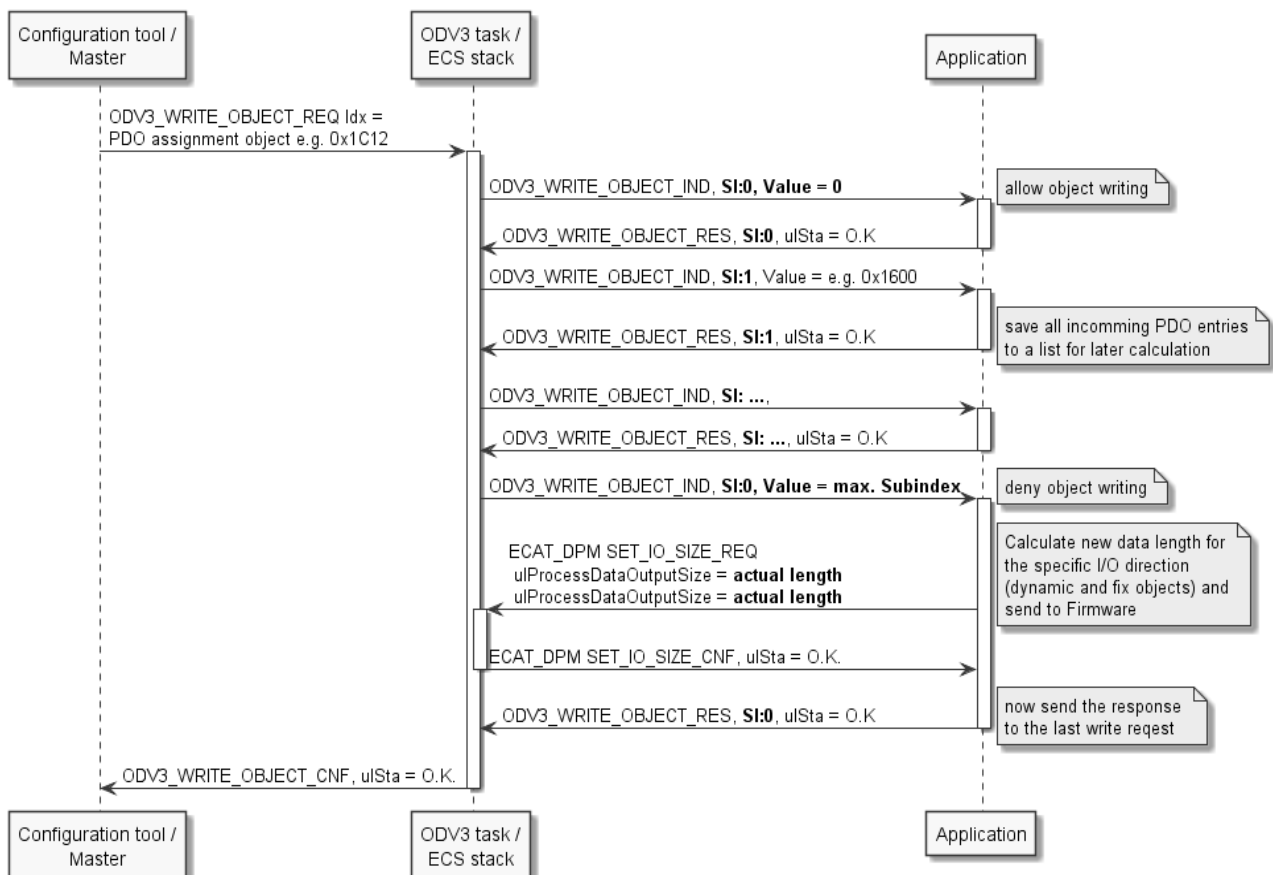 Configuration tool /
Master
ODV3 task /
ECS stack
Application
ODV3_WRITE_OBJECT_REQ Idx =
PDO assignment object e.g. 0x1C12
ODV3_WRITE_OBJECT_IND, SI:0, Value = 0
allow object writing
ODV3_WRITE_OBJECT_RES, SI:0, ulSta = O.K
ODV3_WRITE_OBJECT_IND, SI:1, Value = e.g. 0x1600
save all incomming PDO entries
to a list for later calculation
ODV3_WRITE_OBJECT_RES, SI:1, ulSta = O.K
ODV3_WRITE_OBJECT_IND, SI: ...,
ODV3_WRITE_OBJECT_RES, SI: ..., ulSta = O.K
ODV3_WRITE_OBJECT_IND, SI:0, Value = max. Subindex
deny object writing
ECAT_DPM SET_IO_SIZE_REQ
ulProcessDataOutputSize = actual length
ulProcessDataOutputSize = actual length
Calculate new data length for
the specific I/O direction
(dynamic and fix objects) and
send to Firmware
ECAT_DPM SET_IO_SIZE_CNF, ulSta = O.K.
ODV3_WRITE_OBJECT_RES, SI:0, ulSta = O.K
now send the response
to the last write reqest
ODV3_WRITE_OBJECT_CNF, ulSta = O.K.
Configuration tool /
Master
ODV3 task /
ECS stack
Application